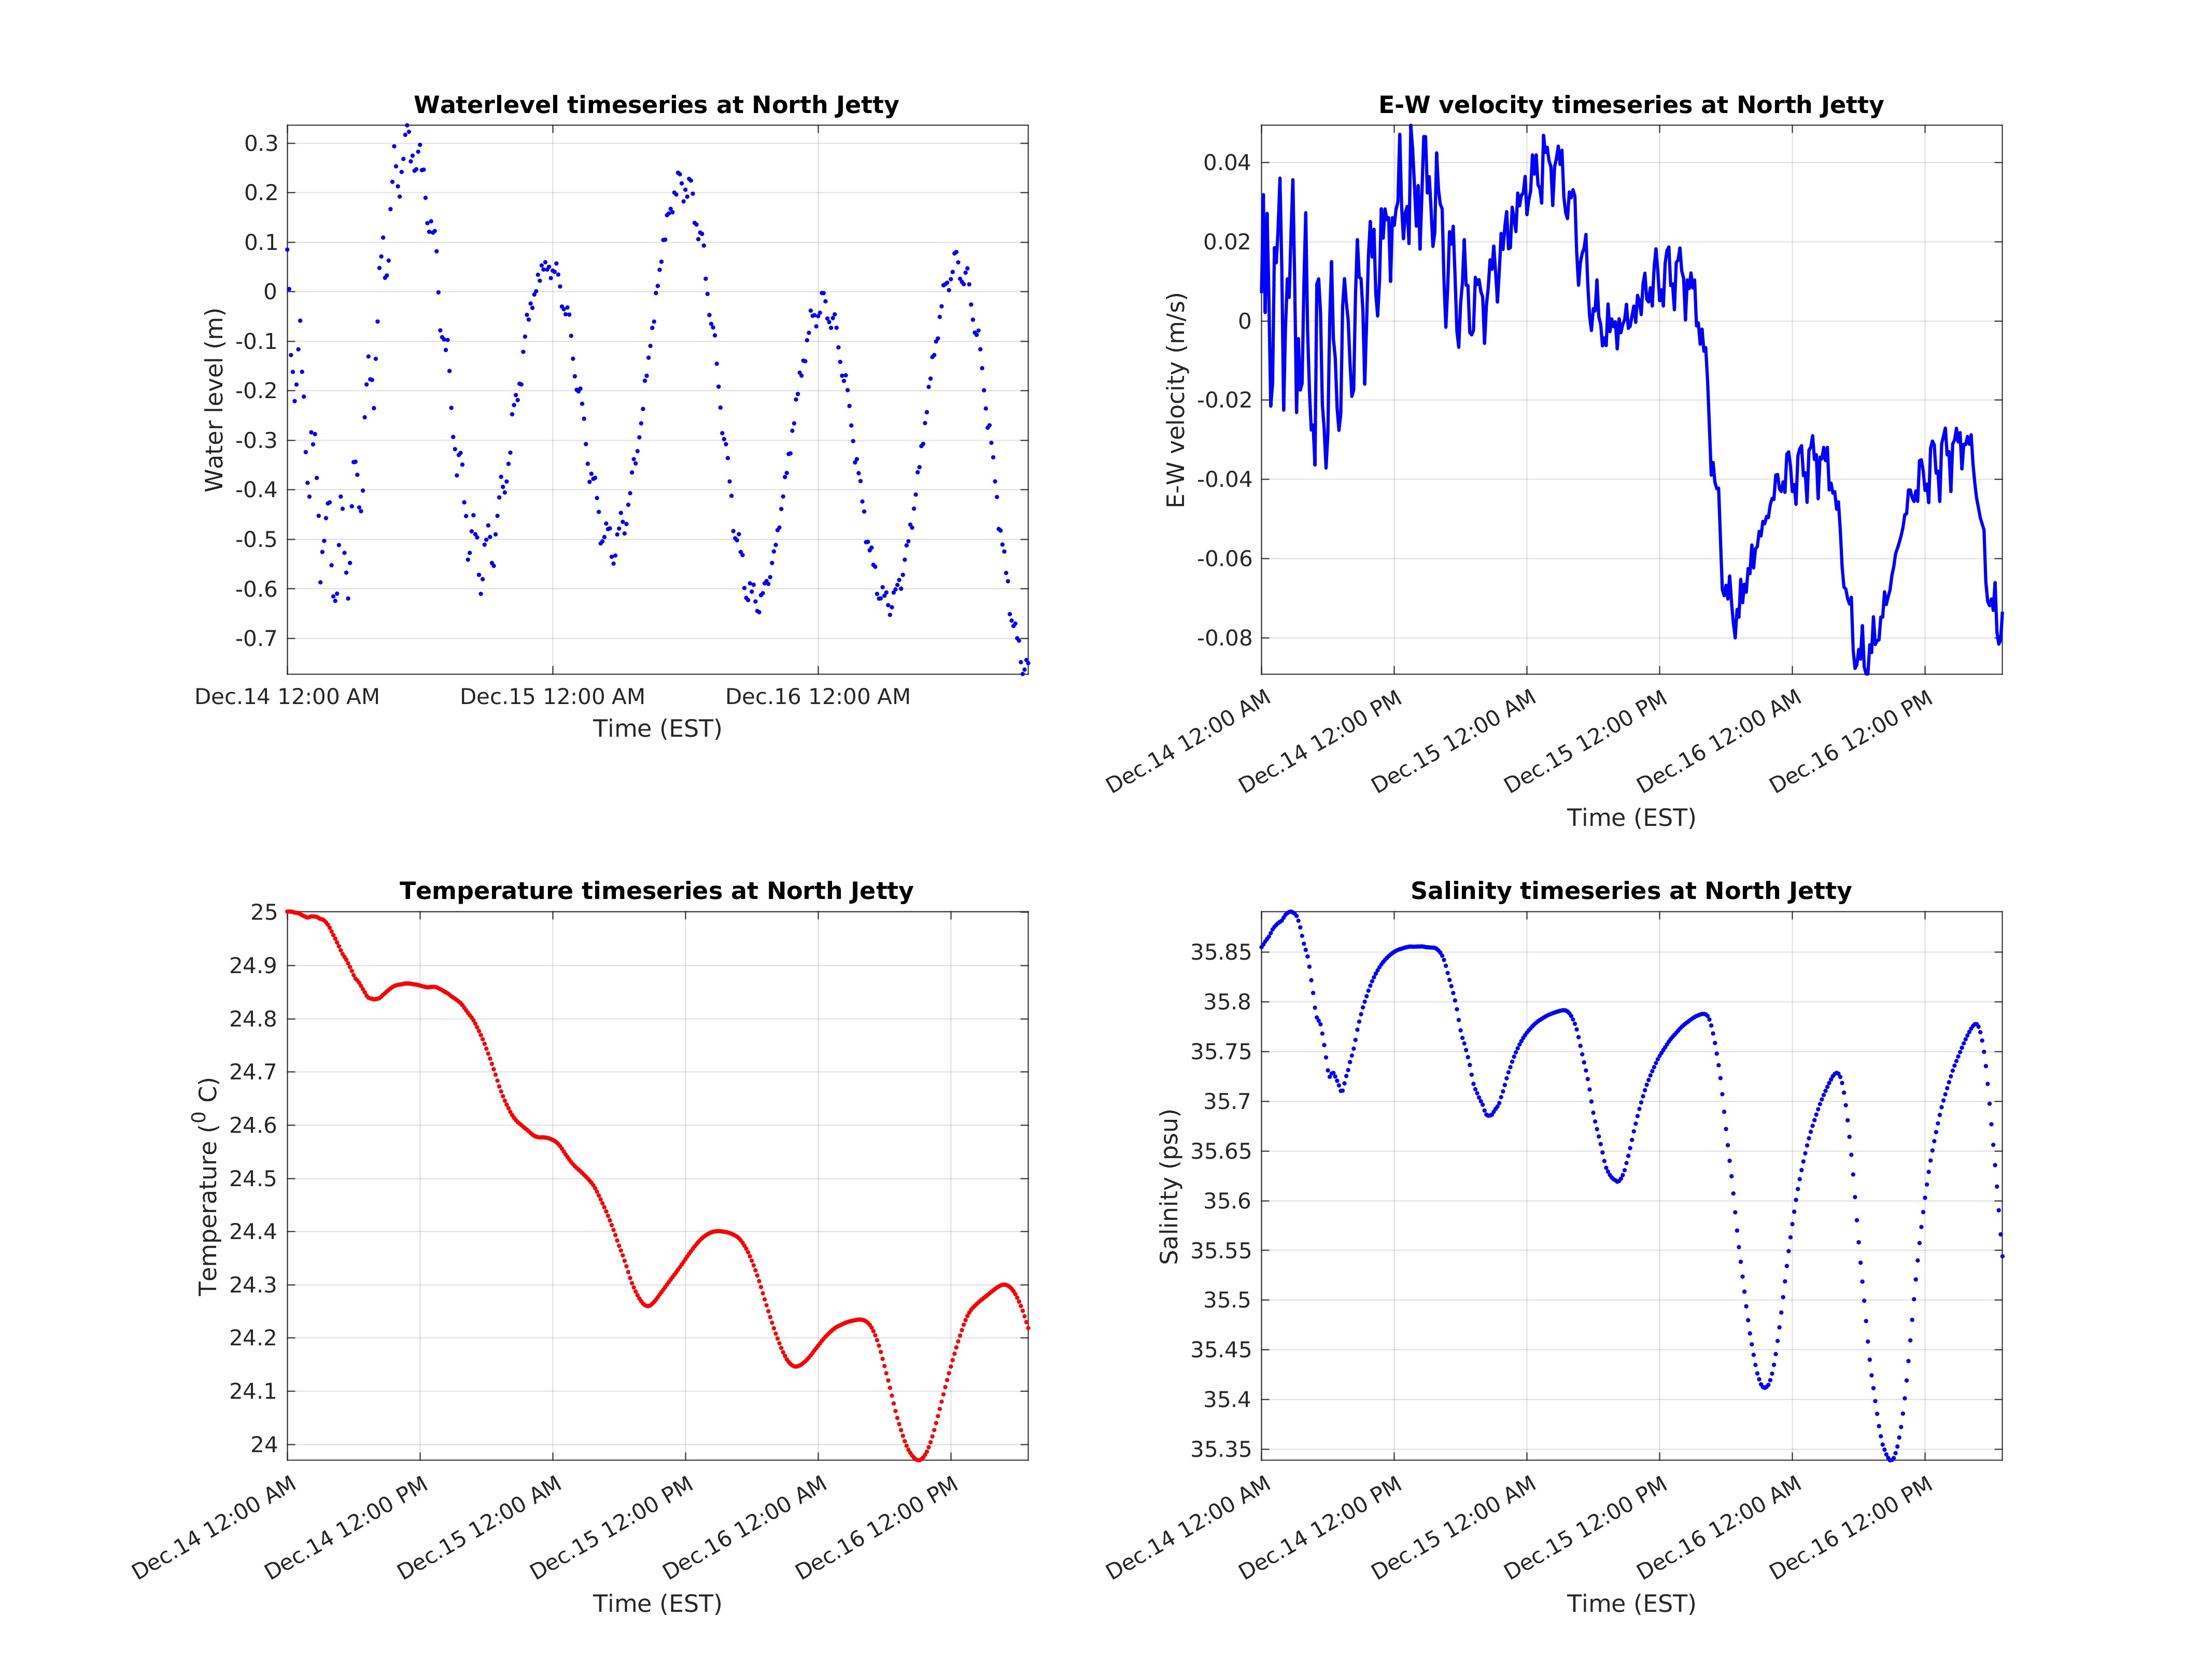 Waterlevel timeseries at North Jetty
0.3
0.2
0.1
0
-0.1
-0.2
-0.3
-0.4
-0.5
-0.6
-0.7
Water level (m)
Dec.14 12:00 AM
Dec.15 12:00 AM
Dec.16 12:00 AM
Time (EST)
E-W velocity timeseries at North Jetty
0.04
0.02
0
-0.02
-0.04
-0.06
-0.08
E-W velocity (m/s)
Dec.14 12:00 AM
Dec.14 12:00 PM
Dec.15 12:00 AM
Dec.15 12:00 PM
Dec.16 12:00 AM
Dec.16 12:00 PM
Time (EST)
Temperature timeseries at North Jetty
25
24.9
24.8
24.7
24.6
24.5
24.4
24.3
24.2
24.1
24
Temperature (⁰ C)
Dec.14 12:00 AM
Dec.14 12:00 PM
Dec.15 12:00 AM
Dec.15 12:00 PM
Dec.16 12:00 AM
Dec.16 12:00 PM
Time (EST)
Salinity timeseries at North Jetty
35.85
35.8
35.75
35.7
35.65
35.6
35.55
35.5
35.45
35.4
35.35
Salinity (psu)
Dec.14 12:00 AM
Dec.14 12:00 PM
Dec.15 12:00 AM
Dec.15 12:00 PM
Dec.16 12:00 AM
Dec.16 12:00 PM
Time (EST)